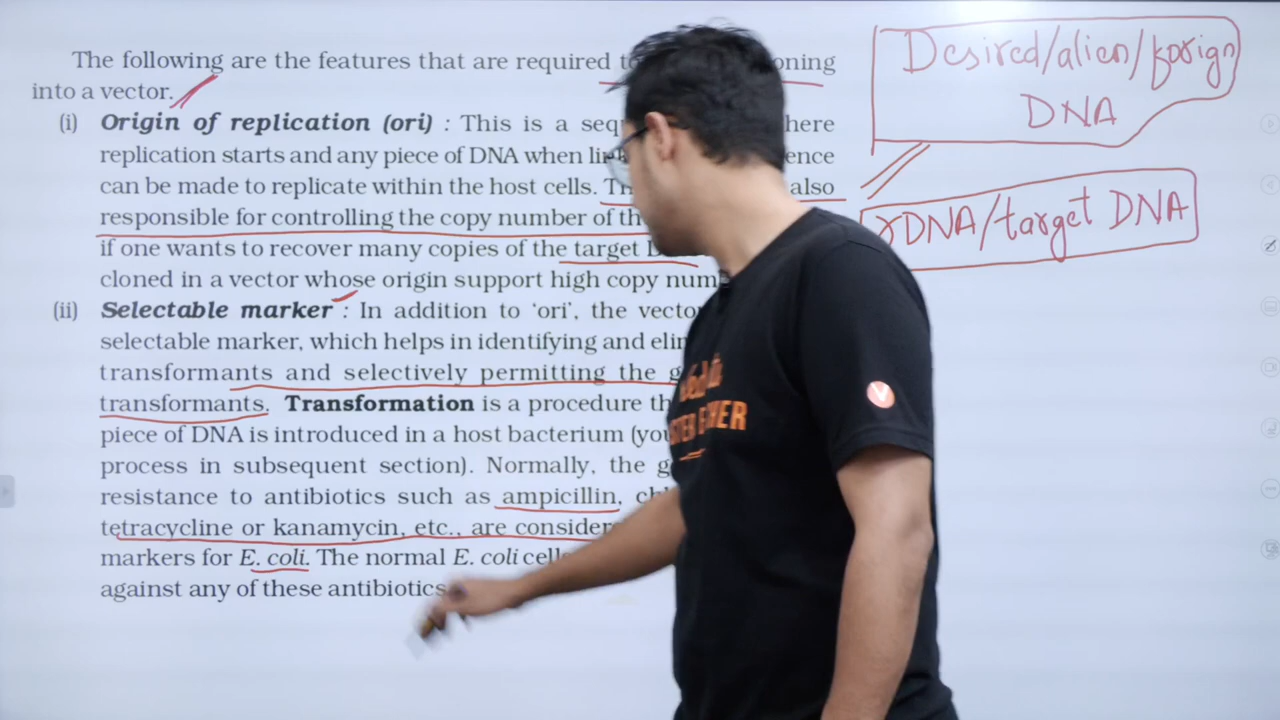 The following are the features that are required to oning
into a vector.
(i) Origin of replication (ori) : This is a seq here
replication starts and any piece of DNA when lin ence
can be made to replicate within the host cells. Th also
responsible for controlling the copy number of th
if one wants to recover many copies of the target D
cloned in a vector whose origin support high copy num
(ii) Selectable marker : In addition to ‘ori’, the vecto
selectable marker, which helps in identifying and elim
transformants and selectively permitting the g
transformants. Transformation is a procedure th
piece of DNA is introduced in a host bacterium (you
process in subsequent section). Normally, the g
resistance to antibiotics such as ampicillin, ch
tetracycline or kanamycin, etc., are consider
markers for E. coli. The normal E. coli cells
against any of these antibiotics
Desired/alien/forign
DNA
rDNA/target DNA
V